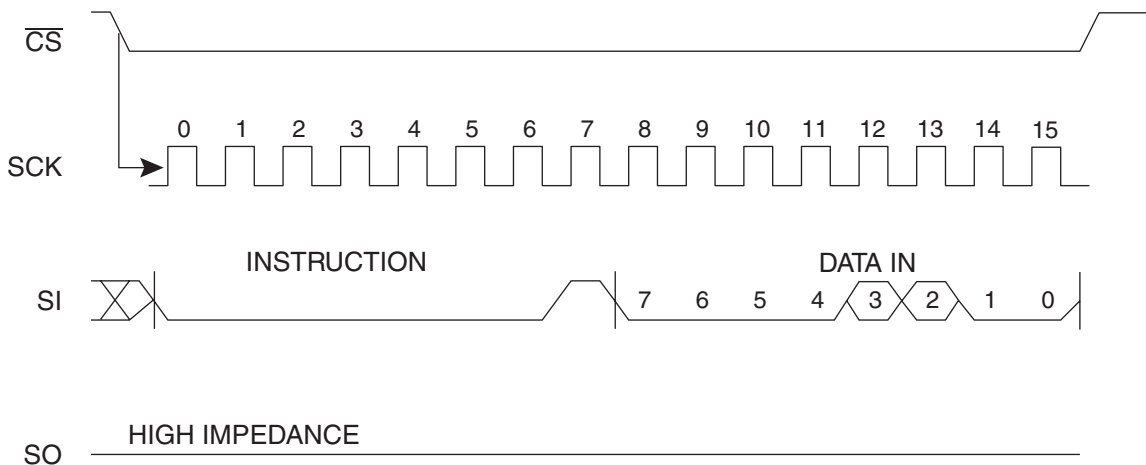 CS
0 1 2 3 4 5 6 7 8 9 10 11 12 13 14 15
SCK
INSTRUCTION DATA IN
SI 7 6 5 4 3 2 1 0
HIGH IMPEDANCE
SO